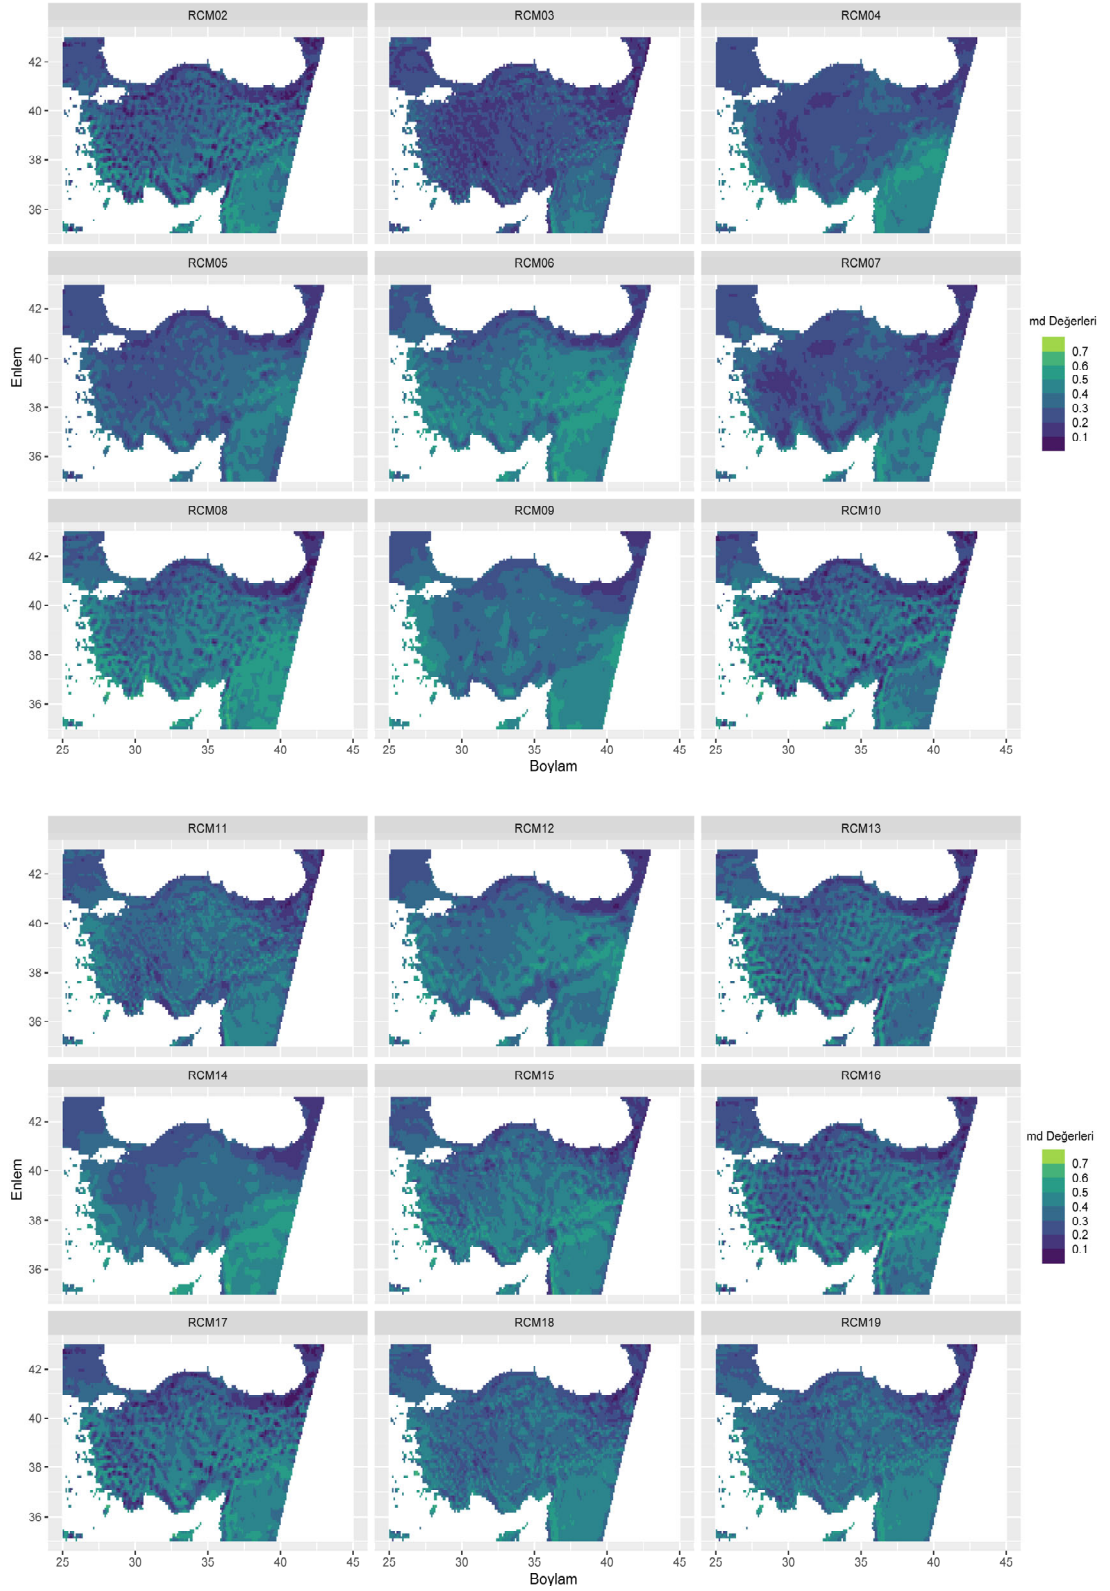 RCM02 RCM03 RCM04
42
40
38
36
RCM05 RCM06 RCM07
42
40
38
36
Enlem
md Değerleri
0.7
0.6
0.5
0.4
0.3
0.2
0.1
RCM08 RCM09 RCM10
42
40
38
36
25 30 35 40 45 25 30 35 40 45 25 30 35 40 45
Boylam
RCM11 RCM12 RCM13
42
40
38
36
RCM14 RCM15 RCM16
42
40
38
36
Enlem
md Değerleri
0.7
0.6
0.5
0.4
0.3
0.2
0.1
RCM17 RCM18 RCM19
42
40
38
36
25 30 35 40 45 25 30 35 40 45 25 30 35 40 45
Boylam